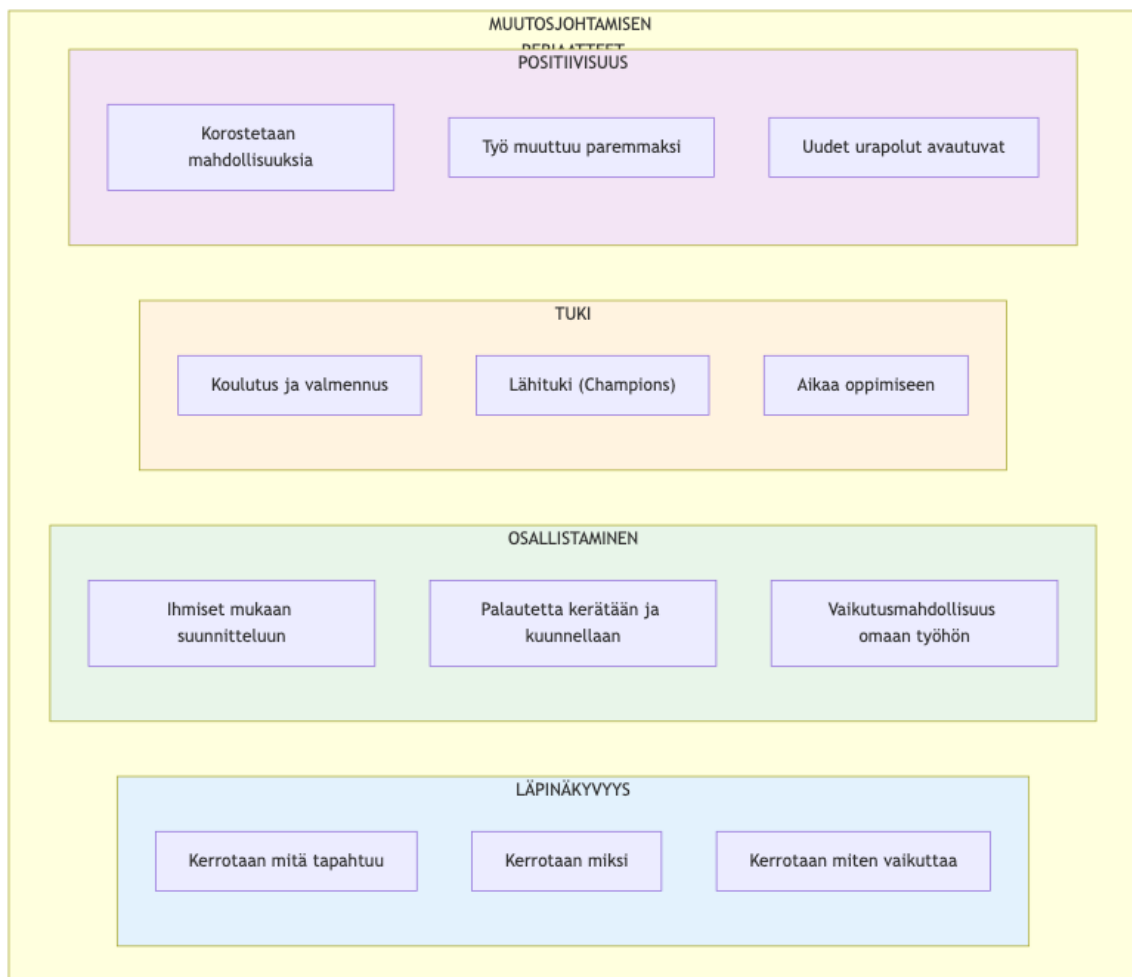 MUUTOSJOHTAMISEN
PERIAATTEET
POSITIIVISUUS
Korostetaan
mahdollisuuksia
Työ muuttuu paremmaksi
Uudet urapolut avautuvat
TUKI
Koulutus ja valmennus
Lähituki (Champions)
Aikaa oppimiseen
OSALLISTAMINEN
Ihmiset mukaan
suunnitteluun
Palautetta kerätään ja
kuunnellaan
Vaikutusmahdollisuus
omaan työhön
LÄPINÄKYVYYS
Kerrotaan mitä tapahtuu
Kerrotaan miksi
Kerrotaan miten vaikuttaa